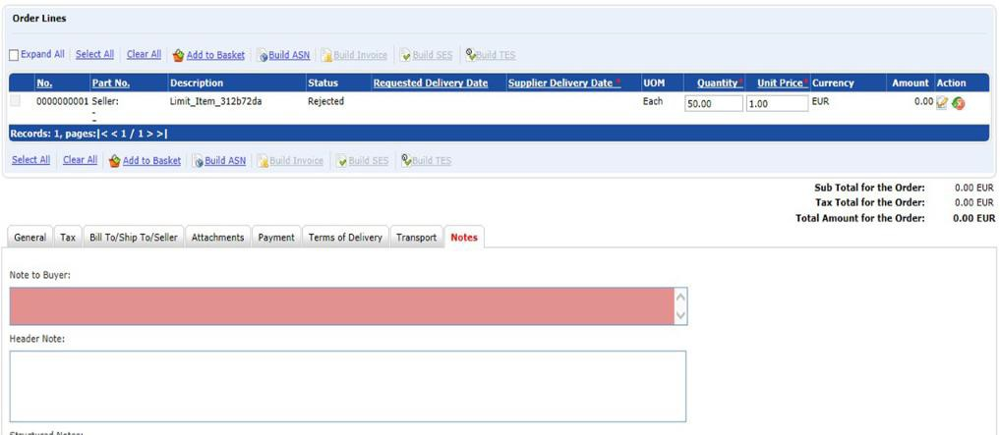 Order Lines
Expand All Select All Clear All Add to Basket Build ASN Build Invoice Build SES Build TES
No. Part No. Description Status Requested Delivery Date Supplier Delivery Date * UOM Quantity* Unit Price* Currency Amount Action
0000000001 Seller: Limit_Item_312b72da Rejected Each 50.00 1.00 EUR 0.00
-
-
Records: 1, pages:|< < 1 / 1 > >|
Select All Clear All Add to Basket Build ASN Build Invoice Build SES Build TES
Sub Total for the Order: 0.00 EUR
Tax Total for the Order: 0.00 EUR
Total Amount for the Order: 0.00 EUR
General Tax Bill To/Ship To/Seller Attachments Payment Terms of Delivery Transport Notes
Note to Buyer:
Header Note:
Structured Notes: